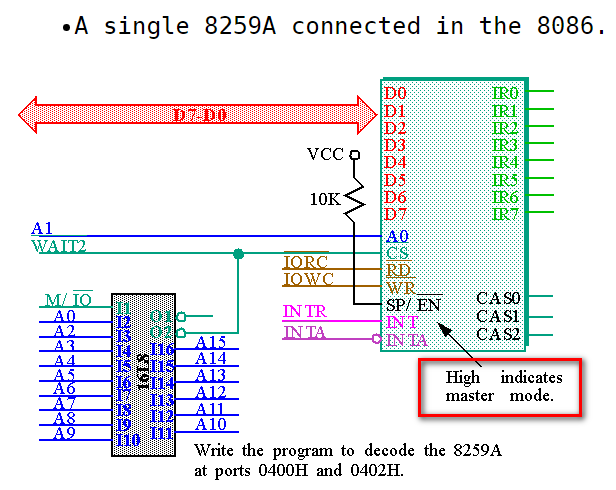 •A single 8259A connected in the 8086.
D7-D0
VCC
10K
A1
WAIT2
IORC
IOWC
INTR
INTA
D0
D1
D2
D3
D4
D5
D6
D7
A0
CS
RD
WR
SP/ EN
INT
INTA
IR0
IR1
IR2
IR3
IR4
IR5
IR6
IR7
CAS0
CAS1
CAS2
High indicates
master mode.
M/ IO
A0
A2
A3
A4
A5
A6
A7
A8
A9
I1
I2
I3
I4
I5
I6
I7
I8
I9
I10
16L8
O1
O2
I16
I15
I14
I13
I12
I11
A15
A14
A13
A12
A11
A10
Write the program to decode the 8259A
at ports 0400H and 0402H.